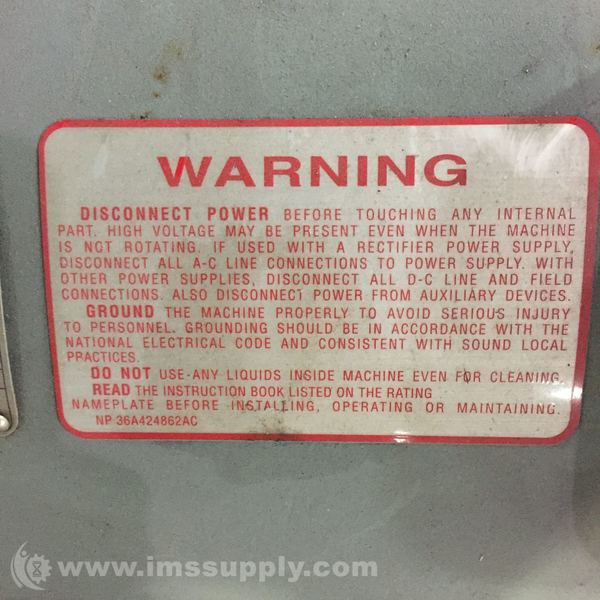 WARNING
DISCONNECT POWER BEFORE TOUCHING ANY INTERNAL
PART. HIGH VOLTAGE MAY BE PRESENT EVEN WHEN THE MACHINE
IS NOT ROTATING. IF USED WITH A RECTIFIER POWER SUPPLY,
DISCONNECT ALL A-C LINE CONNECTIONS TO POWER SUPPLY. WITH
OTHER POWER SUPPLIES, DISCONNECT ALL D-C LINE AND FIELD
CONNECTIONS. ALSO DISCONNECT POWER FROM AUXILIARY DEVICES.
GROUND THE MACHINE PROPERLY TO AVOID SERIOUS INJURY
TO PERSONNEL. GROUNDING SHOULD BE IN ACCORDANCE WITH THE
NATIONAL ELECTRICAL CODE AND CONSISTENT WITH SOUND LOCAL
PRACTICES.
DO NOT USE-ANY LIQUIDS INSIDE MACHINE EVEN FOR CLEANING.
READ THE INSTRUCTION BOOK LISTED ON THE RATING
NAMEPLATE BEFORE INSTALLING, OPERATING OR MAINTAINING.
NP 36A424862AC
www.imssupply.com